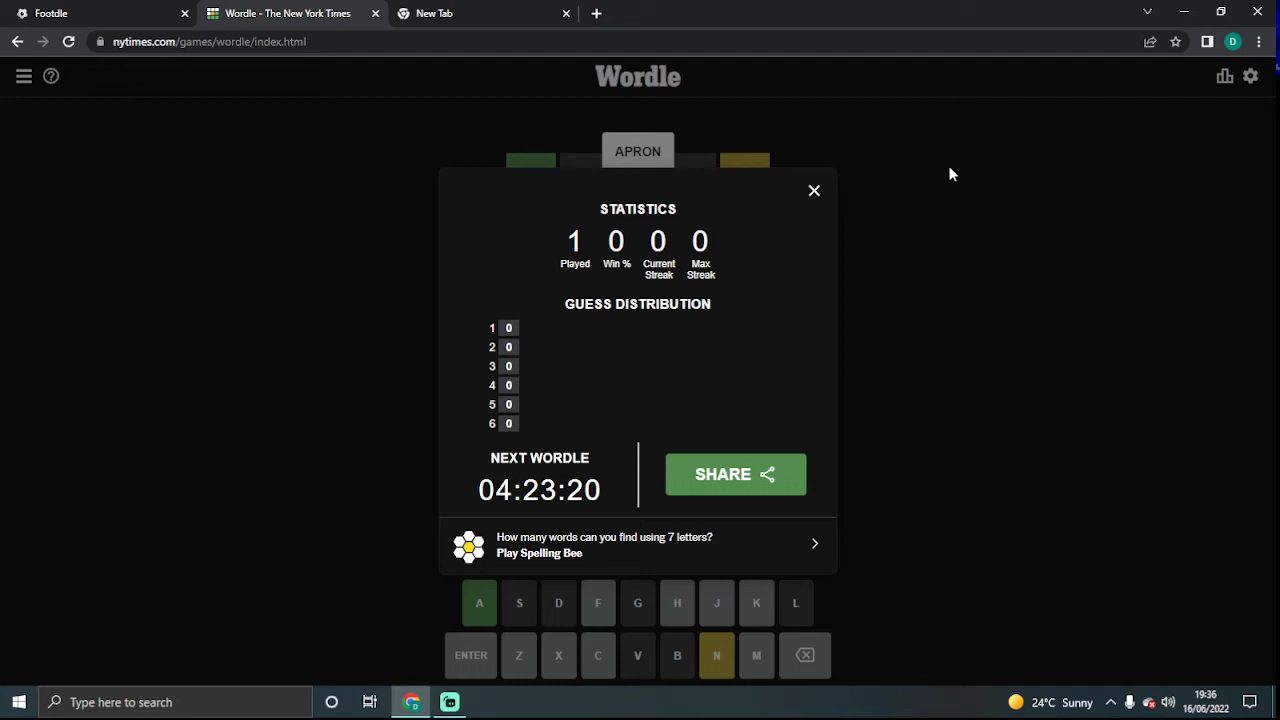 Footdle
Wordle - The New York Times
New Tab
nytimes.com/games/wordle/index.html
D
Wordle
APRON
STATISTICS
1 0 0 0
Played Win % Current Streak Max Streak
GUESS DISTRIBUTION
1 0
2 0
3 0
4 0
5 0
6 0
NEXT WORDLE
04:23:20
SHARE
How many words can you find using 7 letters?
Play Spelling Bee
A S D F G H J K L
ENTER Z X C V B N M
Type here to search
24°C Sunny
19:36
16/06/2022